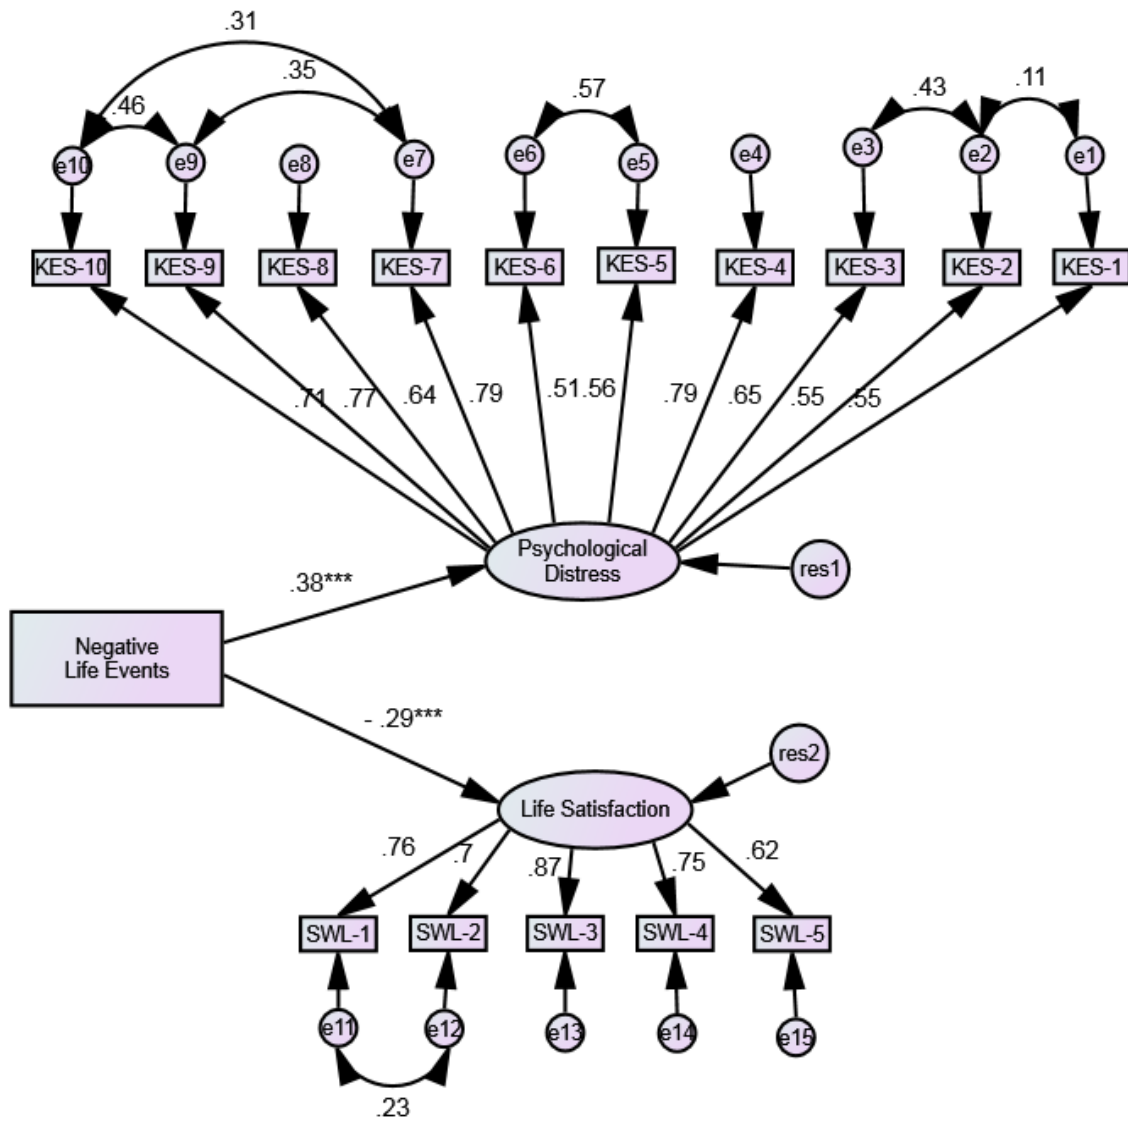 .31
.35
.46
.57
.43
.11
e10
e9
e8
e7
e6
e5
e4
e3
e2
e1
KES-10
KES-9
KES-8
KES-7
KES-6
KES-5
KES-4
KES-3
KES-2
KES-1
.71
.77
.64
.79
.51
.56
.79
.65
.55
.55
Psychological
Distress
res1
.38***
Negative
Life Events
- .29***
res2
Life Satisfaction
.76
.7
.87
.75
.62
SWL-1
SWL-2
SWL-3
SWL-4
SWL-5
e11
e12
e13
e14
e15
.23